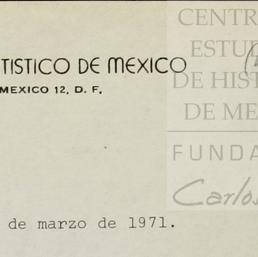 CENTR
ESTU
DE HIST
DE ME
FUNDA
Carlos
TISTICO DE MEXICO
MEXICO 12, D. F.
de marzo de 1971.